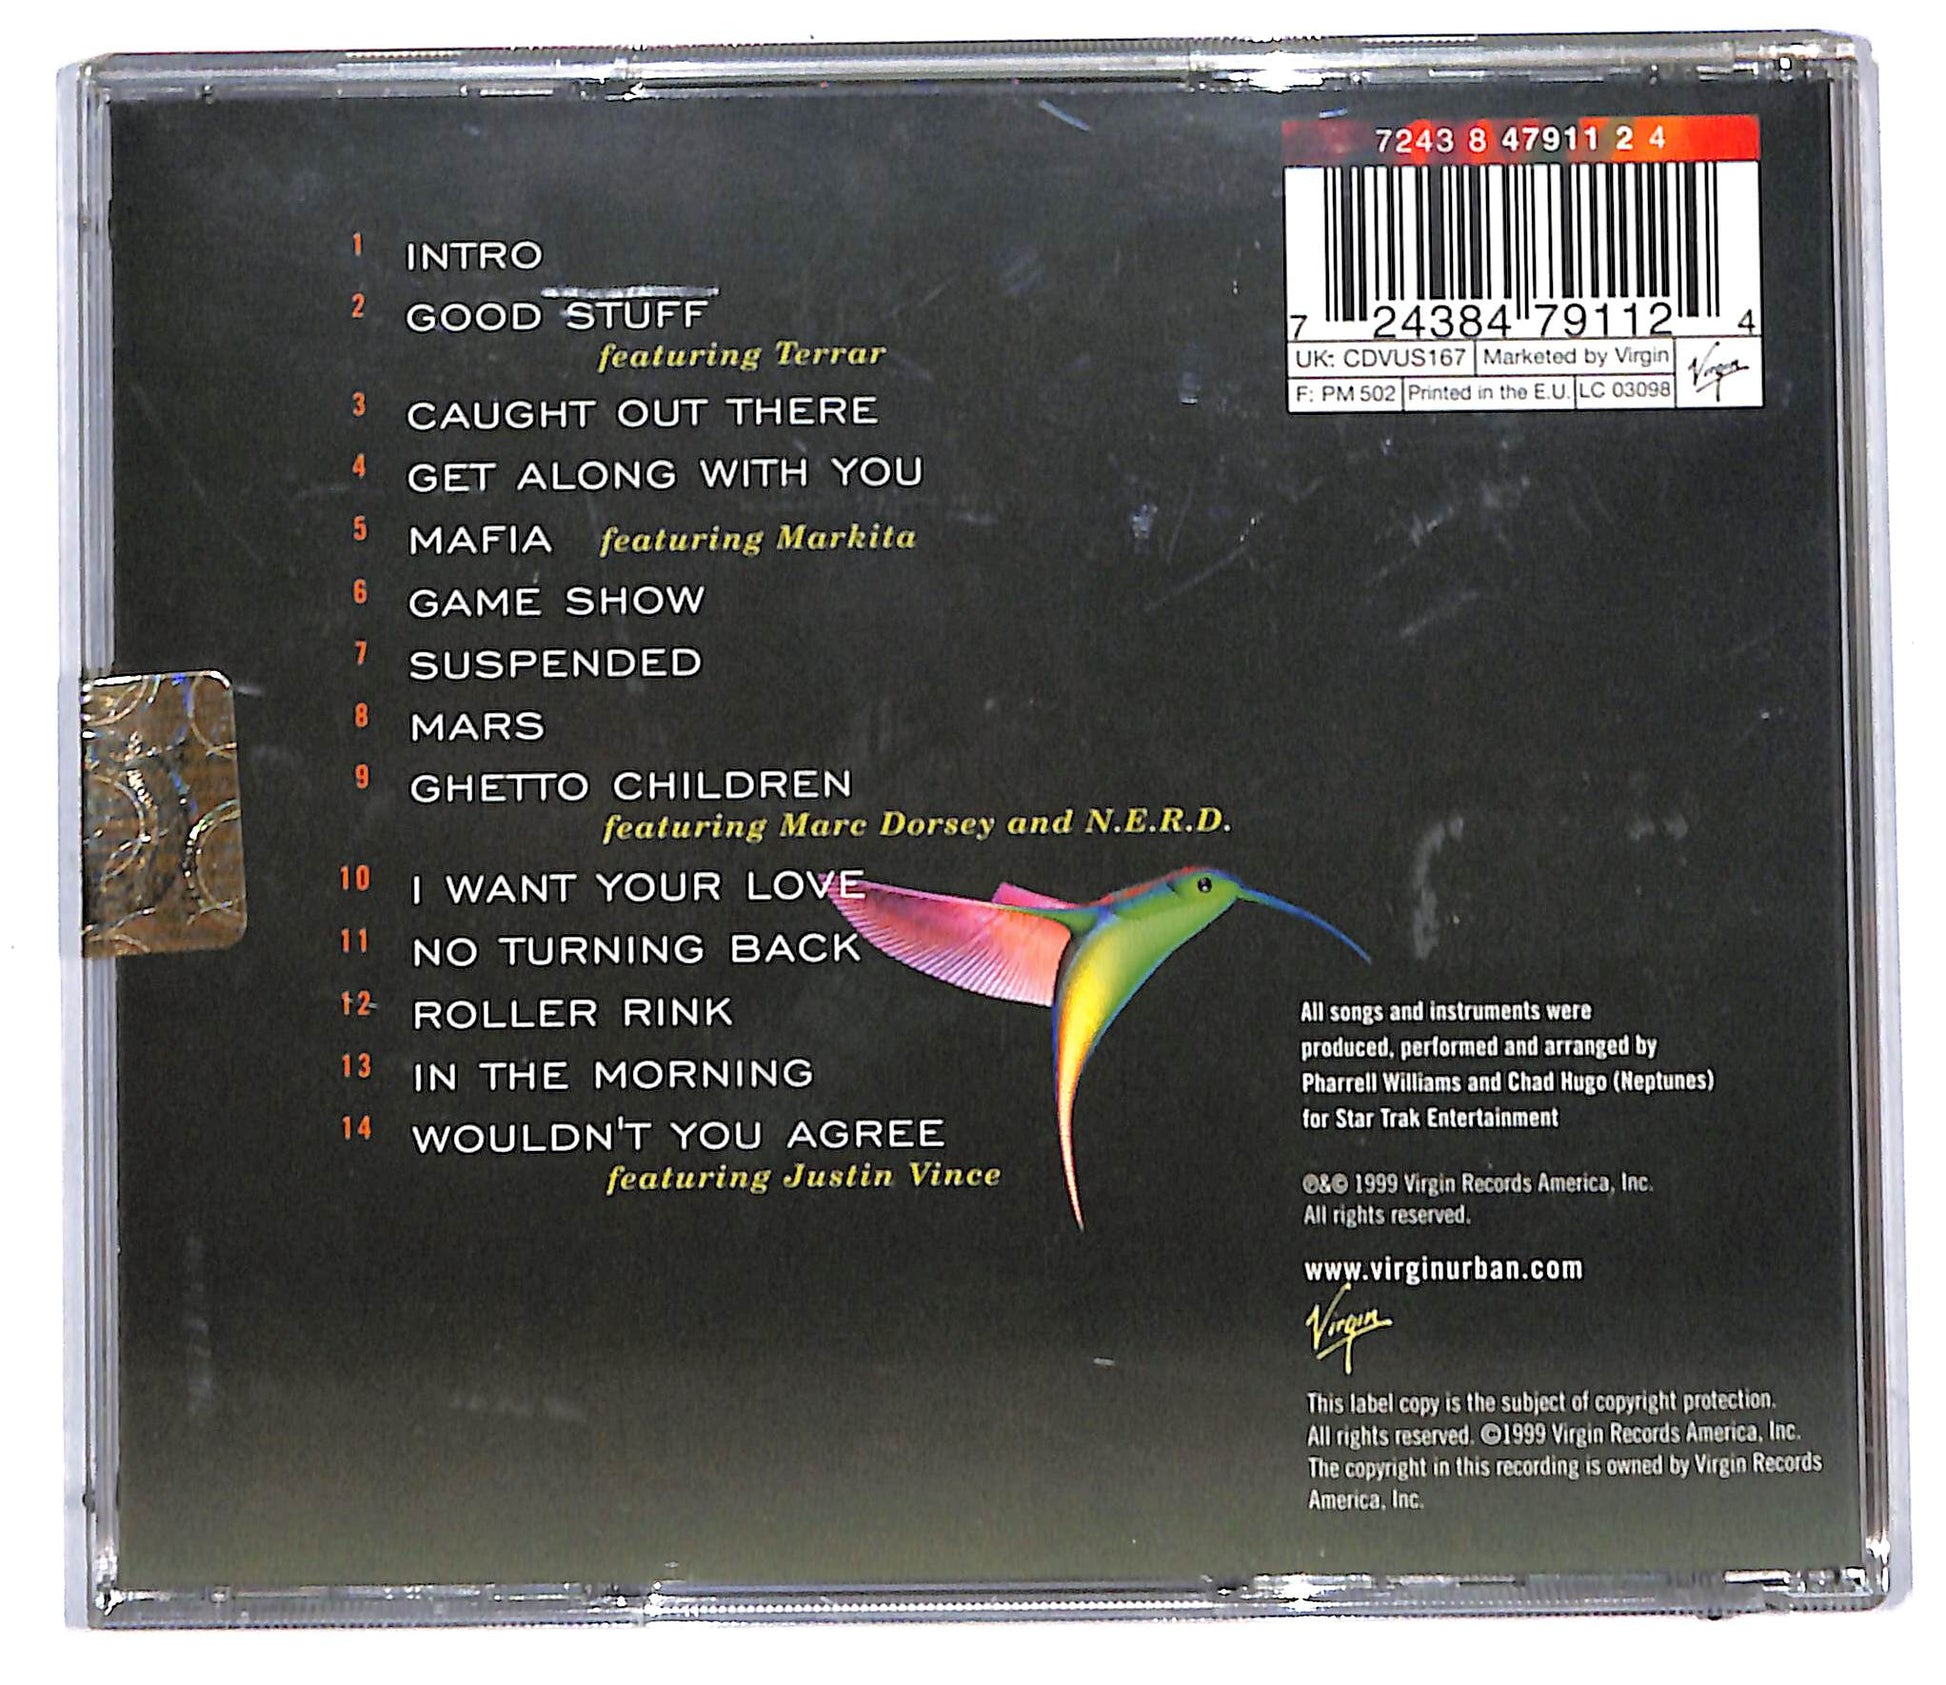 7243 8 47911 2 4
7 24384 79112 4
UK: CDVUS167 Marketed by Virgin
Virgin
F: PM 502 Printed in the E.U. LC 03098
1 INTRO
2 GOOD STUFF
featuring Terrar
3 CAUGHT OUT THERE
4 GET ALONG WITH YOU
5 MAFIA featuring Markita
6 GAME SHOW
7 SUSPENDED
8 MARS
9 GHETTO CHILDREN
featuring Marc Dorsey and N.E.R.D.
10 I WANT YOUR LOVE
11 NO TURNING BACK
12 ROLLER RINK
13 IN THE MORNING
14 WOULDN'T YOU AGREE
featuring Justin Vince
All songs and instruments were
produced, performed and arranged by
Pharrell Williams and Chad Hugo (Neptunes)
for Star Trak Entertainment
℗&© 1999 Virgin Records America, Inc.
All rights reserved.
www.virginurban.com
Virgin
This label copy is the subject of copyright protection.
All rights reserved. ©1999 Virgin Records America, Inc.
The copyright in this recording is owned by Virgin Records
America, Inc.